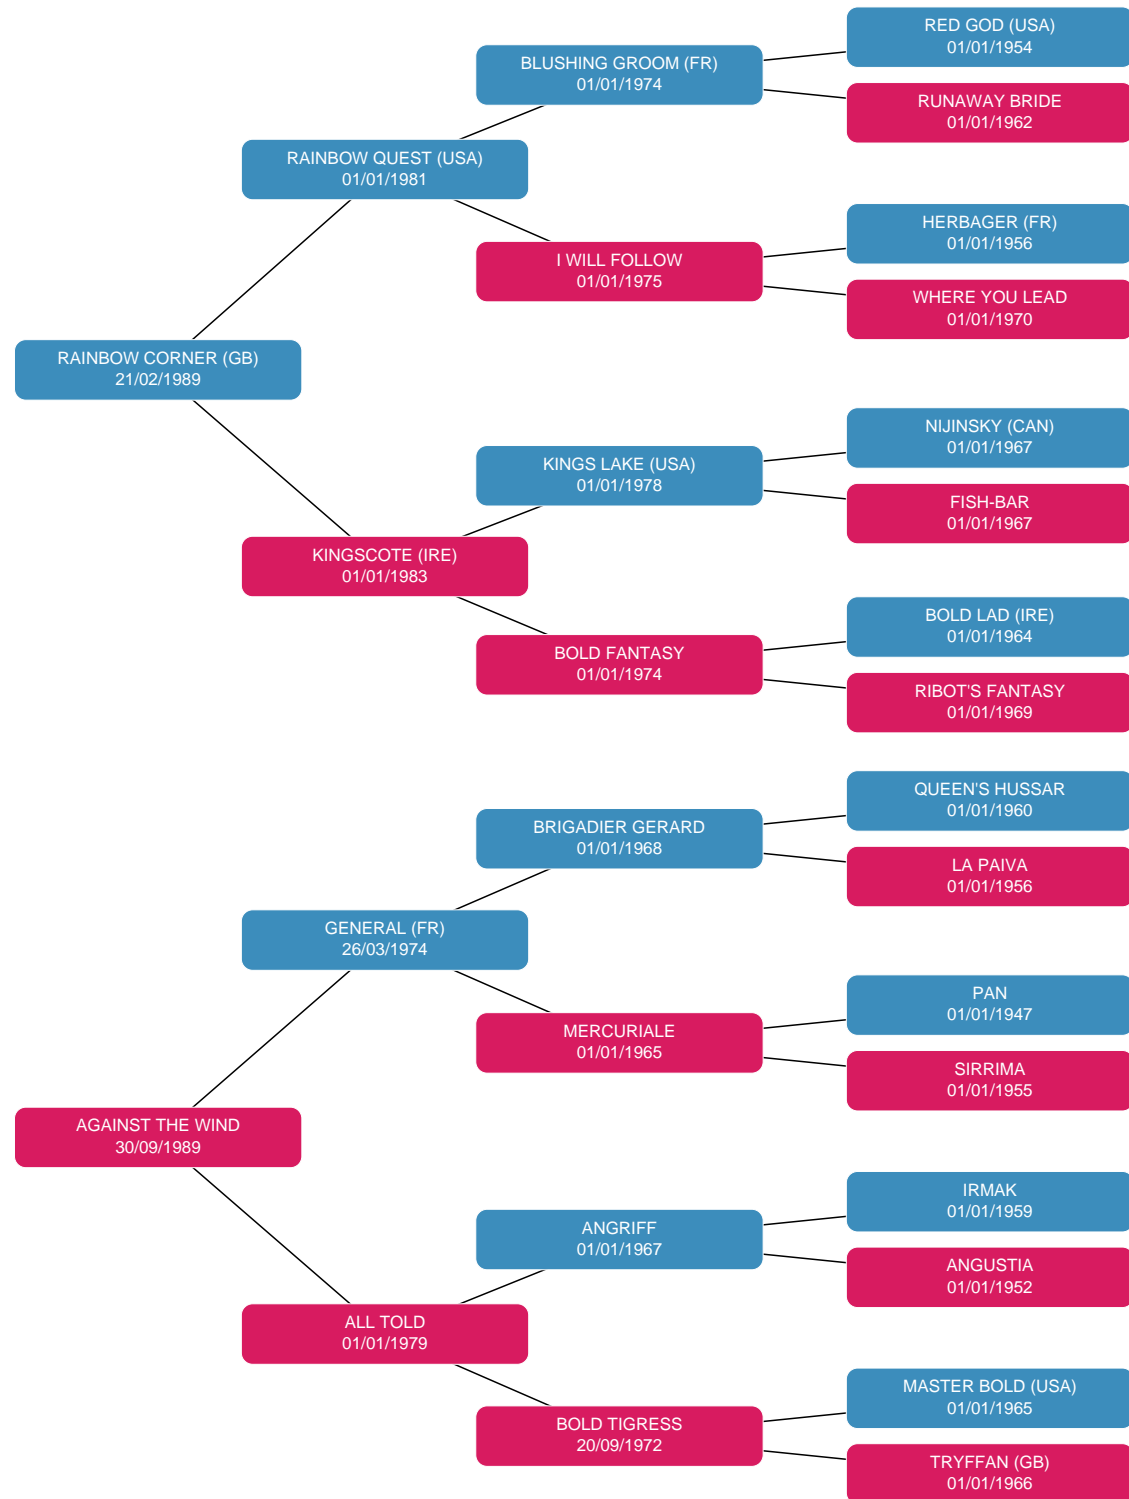 RED GOD (USA)
01/01/1954
BLUSHING GROOM (FR)
01/01/1974
RUNAWAY BRIDE
01/01/1962
RAINBOW QUEST (USA)
01/01/1981
HERBAGER (FR)
01/01/1956
I WILL FOLLOW
01/01/1975
WHERE YOU LEAD
01/01/1970
RAINBOW CORNER (GB)
21/02/1989
NIJINSKY (CAN)
01/01/1967
KINGS LAKE (USA)
01/01/1978
FISH-BAR
01/01/1967
KINGSCOTE (IRE)
01/01/1983
BOLD LAD (IRE)
01/01/1964
BOLD FANTASY
01/01/1974
RIBOT'S FANTASY
01/01/1969
QUEEN'S HUSSAR
01/01/1960
BRIGADIER GERARD
01/01/1968
LA PAIVA
01/01/1956
GENERAL (FR)
26/03/1974
PAN
01/01/1947
MERCURIALE
01/01/1965
SIRRIMA
01/01/1955
AGAINST THE WIND
30/09/1989
IRMAK
01/01/1959
ANGRIFF
01/01/1967
ANGUSTIA
01/01/1952
ALL TOLD
01/01/1979
MASTER BOLD (USA)
01/01/1965
BOLD TIGRESS
20/09/1972
TRYFFAN (GB)
01/01/1966